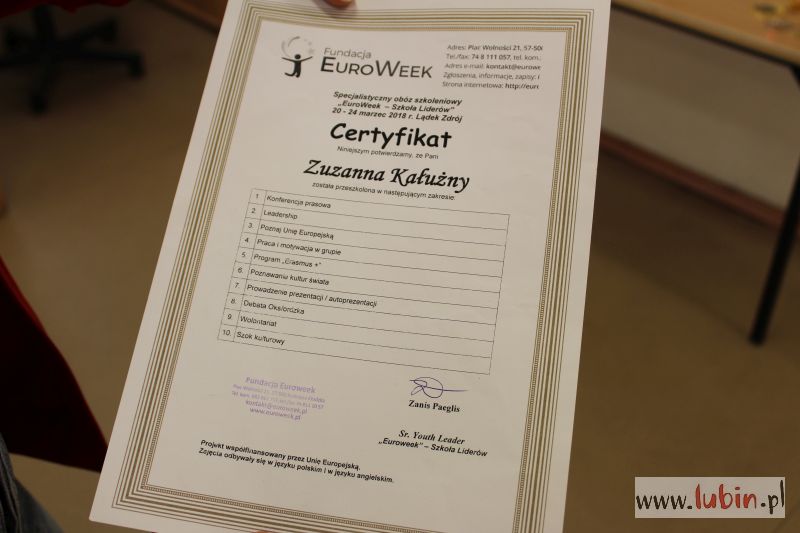 Fundacja
EUROWEEK
Adres: Plac Wolności 21, 57-50
Tel./fax: 74 8 111 057, tel. kom.:
Adres e-mail: kontakt@eurowe
Zgłoszenia, informacje, zapisy: i
Strona internetowa: http://eur
Specjalistyczny obóz szkoleniowy
„EuroWeek – Szkoła Liderów”
20 - 24 marzec 2018 r. Lądek Zdrój
Certyfikat
Niniejszym potwierdzamy, że Pani
Zuzanna Kałużny
została przeszkolona w następującym zakresie:
1 Konferencja prasowa
2. Leadership
3. Poznaj Unię Europejską
4. Praca i motywacja w grupie
5. Program „Erasmus +”
6. Poznawaniu kultur świata
7. Prowadzenie prezentacji / autoprezentacji
8. Debata Oksfordzka
9. Wolontariat
10. Szok kulturowy
Fundacja Euroweek
kontakt@euroweek.pl
www.euroweek.pl
Zanis Paeglis
Sr. Youth Leader
„Euroweek” – Szkoła Liderów
Projekt współfinansowany przez Unię Europejską.
Zajęcia odbywały się w języku polskim i w języku angielskim.
www.lubin.pl